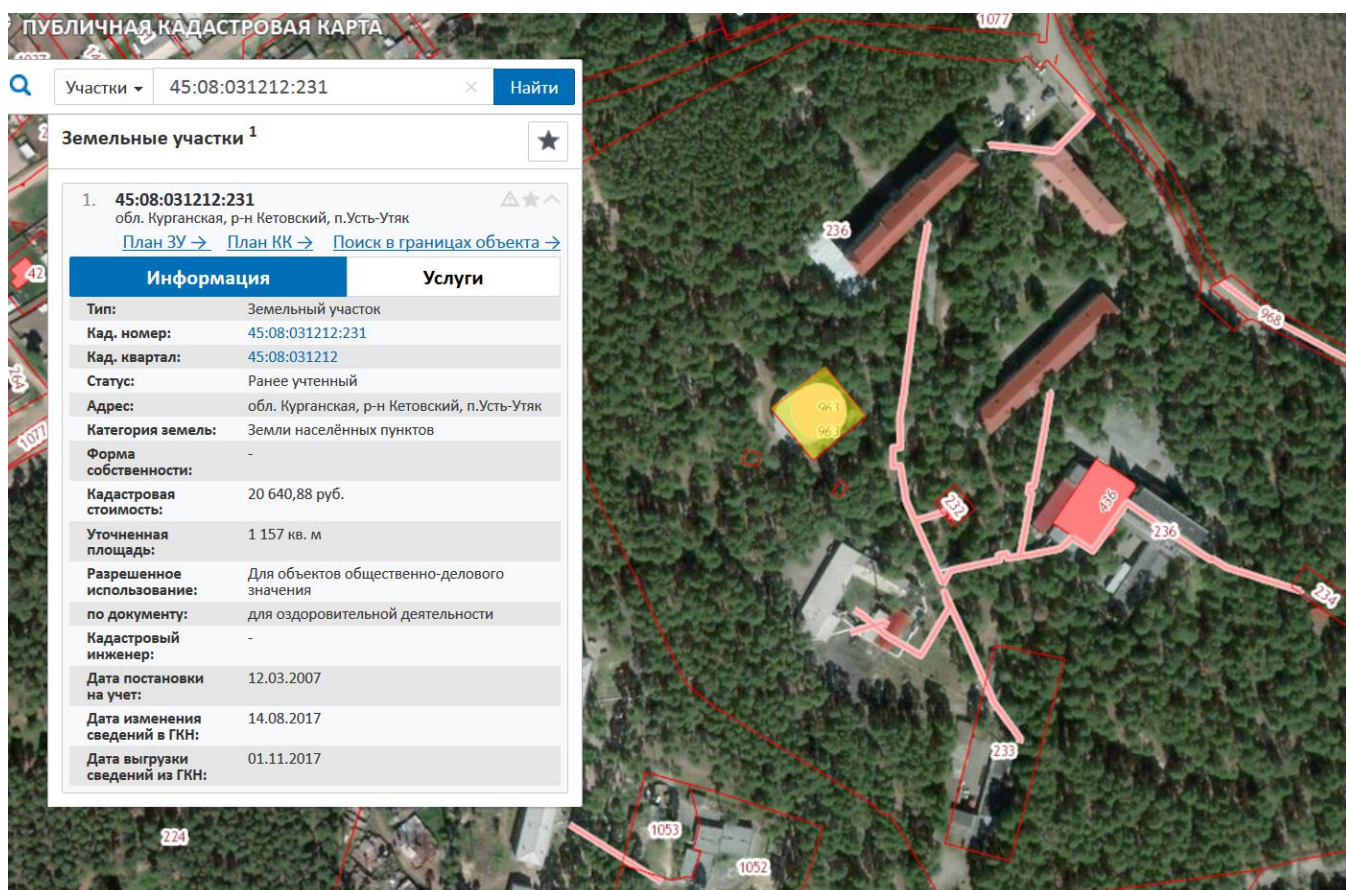 ПУБЛИЧНАЯ КАДАСТРОВАЯ КАРТА
Участки 45:08:031212:231 × Найти
Земельные участки 1
1. 45:08:031212:231
обл. Курганская, р-н Кетовский, п.Усть-Утяк
План ЗУ → План КК → Поиск в границах объекта →
Информация Услуги
Тип: Земельный участок
Кад. номер: 45:08:031212:231
Кад. квартал: 45:08:031212
Статус: Ранее учтенный
Адрес: обл. Курганская, р-н Кетовский, п.Усть-Утяк
Категория земель: Земли населённых пунктов
Форма
собственности: -
Кадастровая
стоимость: 20 640,88 руб.
Уточненная
площадь: 1 157 кв. м
Разрешенное
использование: Для объектов общественно-делового
значения
по документу: для оздоровительной деятельности
Кадастровый
инженер: -
Дата постановки
на учет: 12.03.2007
Дата изменения
сведений в ГКН: 14.08.2017
Дата выгрузки
сведений из ГКН: 01.11.2017
1077
236
968
42
264
1077
963
963
232
436
236
234
233
224
1053
1052